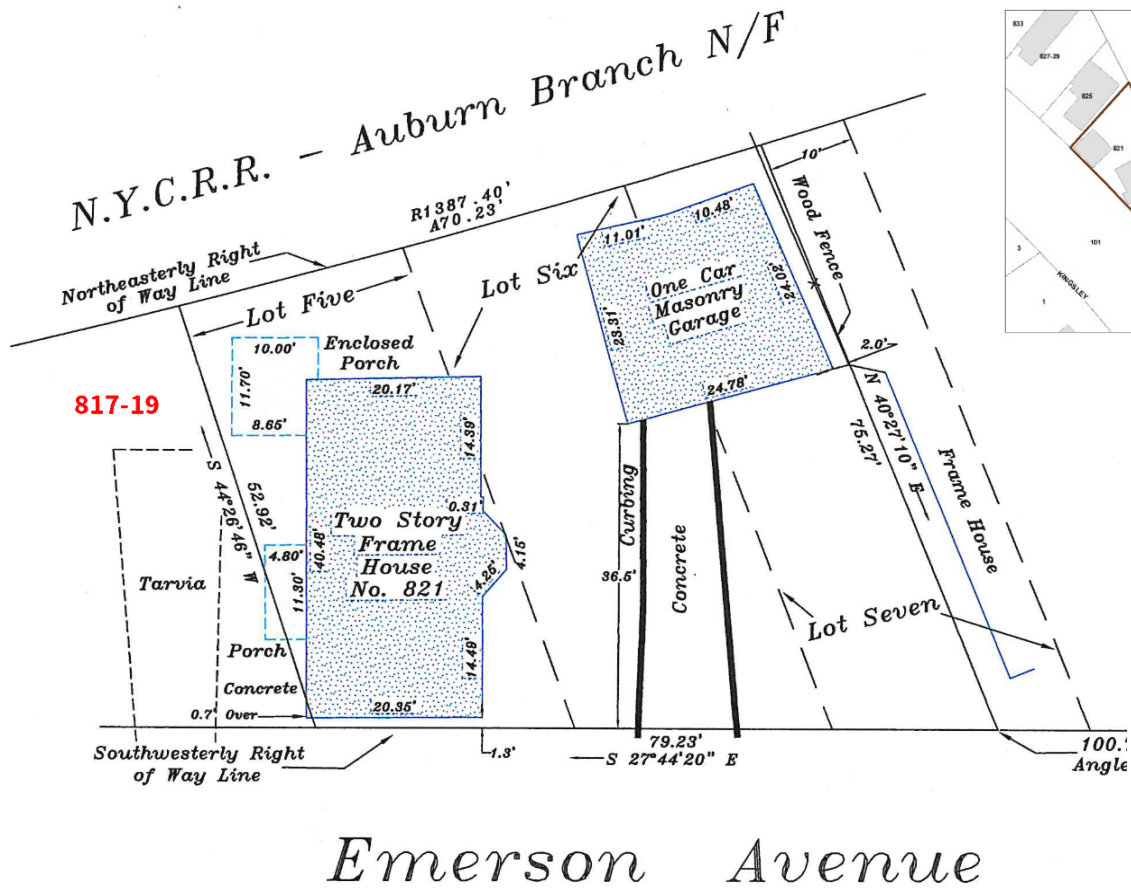 N.Y.C.R.R. - Auburn Branch N/F
833
827-29
825
821
3
101
KINGSLEY
1
R1387.40'
A70.23'
10'
Northeasterly Right
of Way Line
Lot Five
Lot Six
11.01'
10.48'
Wood Fence
One Car
Masonry
Garage
24.02'
23.31'
24.78'
2.0'
10.00'
Enclosed
Porch
11.70'
8.65'
817-19
20.17'
14.39'
N 40°27'10" E
75.27'
Frame House
S 44°26'46" W
52.92'
0.31'
Two Story
Frame
House
No. 821
40.48'
4.15'
4.25'
4.80'
11.30'
Tarvia
Curbing
36.5'
Concrete
Lot Seven
Porch
14.49'
Concrete
0.7' Over
20.35'
Southwesterly Right
of Way Line
1.3'
79.23'
S 27°44'20" E
100.
Angle
Emerson Avenue